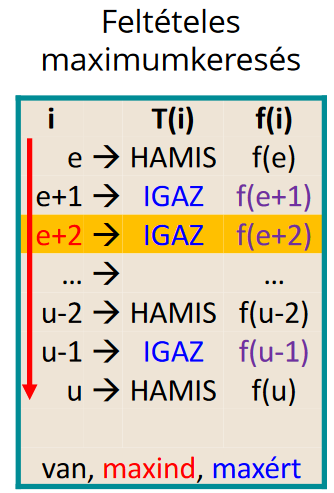 Feltételes
maximumkeresés
i T(i) f(i)
e → HAMIS f(e)
e+1 → IGAZ f(e+1)
e+2 → IGAZ f(e+2)
... → ...
u-2 → HAMIS f(u-2)
u-1 → IGAZ f(u-1)
u → HAMIS f(u)
van, maxind, maxért